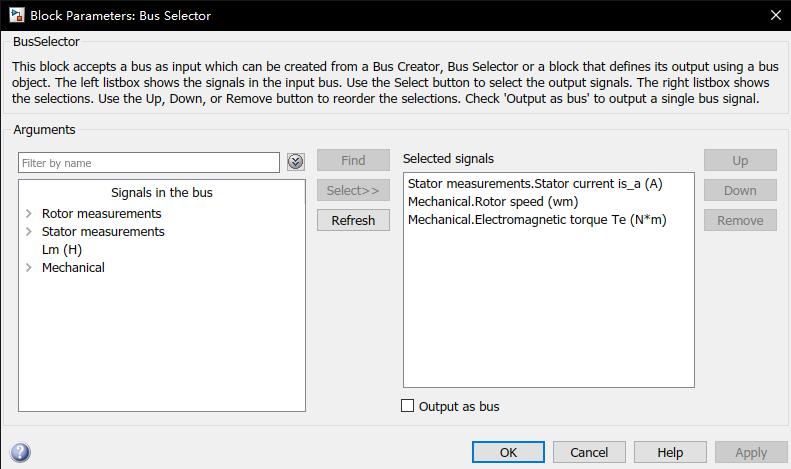 Block Parameters: Bus Selector
BusSelector
This block accepts a bus as input which can be created from a Bus Creator, Bus Selector or a block that defines its output using a bus
object. The left listbox shows the signals in the input bus. Use the Select button to select the output signals. The right listbox shows
the selections. Use the Up, Down, or Remove button to reorder the selections. Check 'Output as bus' to output a single bus signal.
Arguments
Filter by name
Find
Selected signals
Up
Signals in the bus
Select>>
Stator measurements.Stator current is_a (A)
Down
Rotor measurements
Refresh
Mechanical.Rotor speed (wm)
Remove
Stator measurements
Mechanical.Electromagnetic torque Te (N*m)
Lm (H)
Mechanical
Output as bus
OK
Cancel
Help
Apply